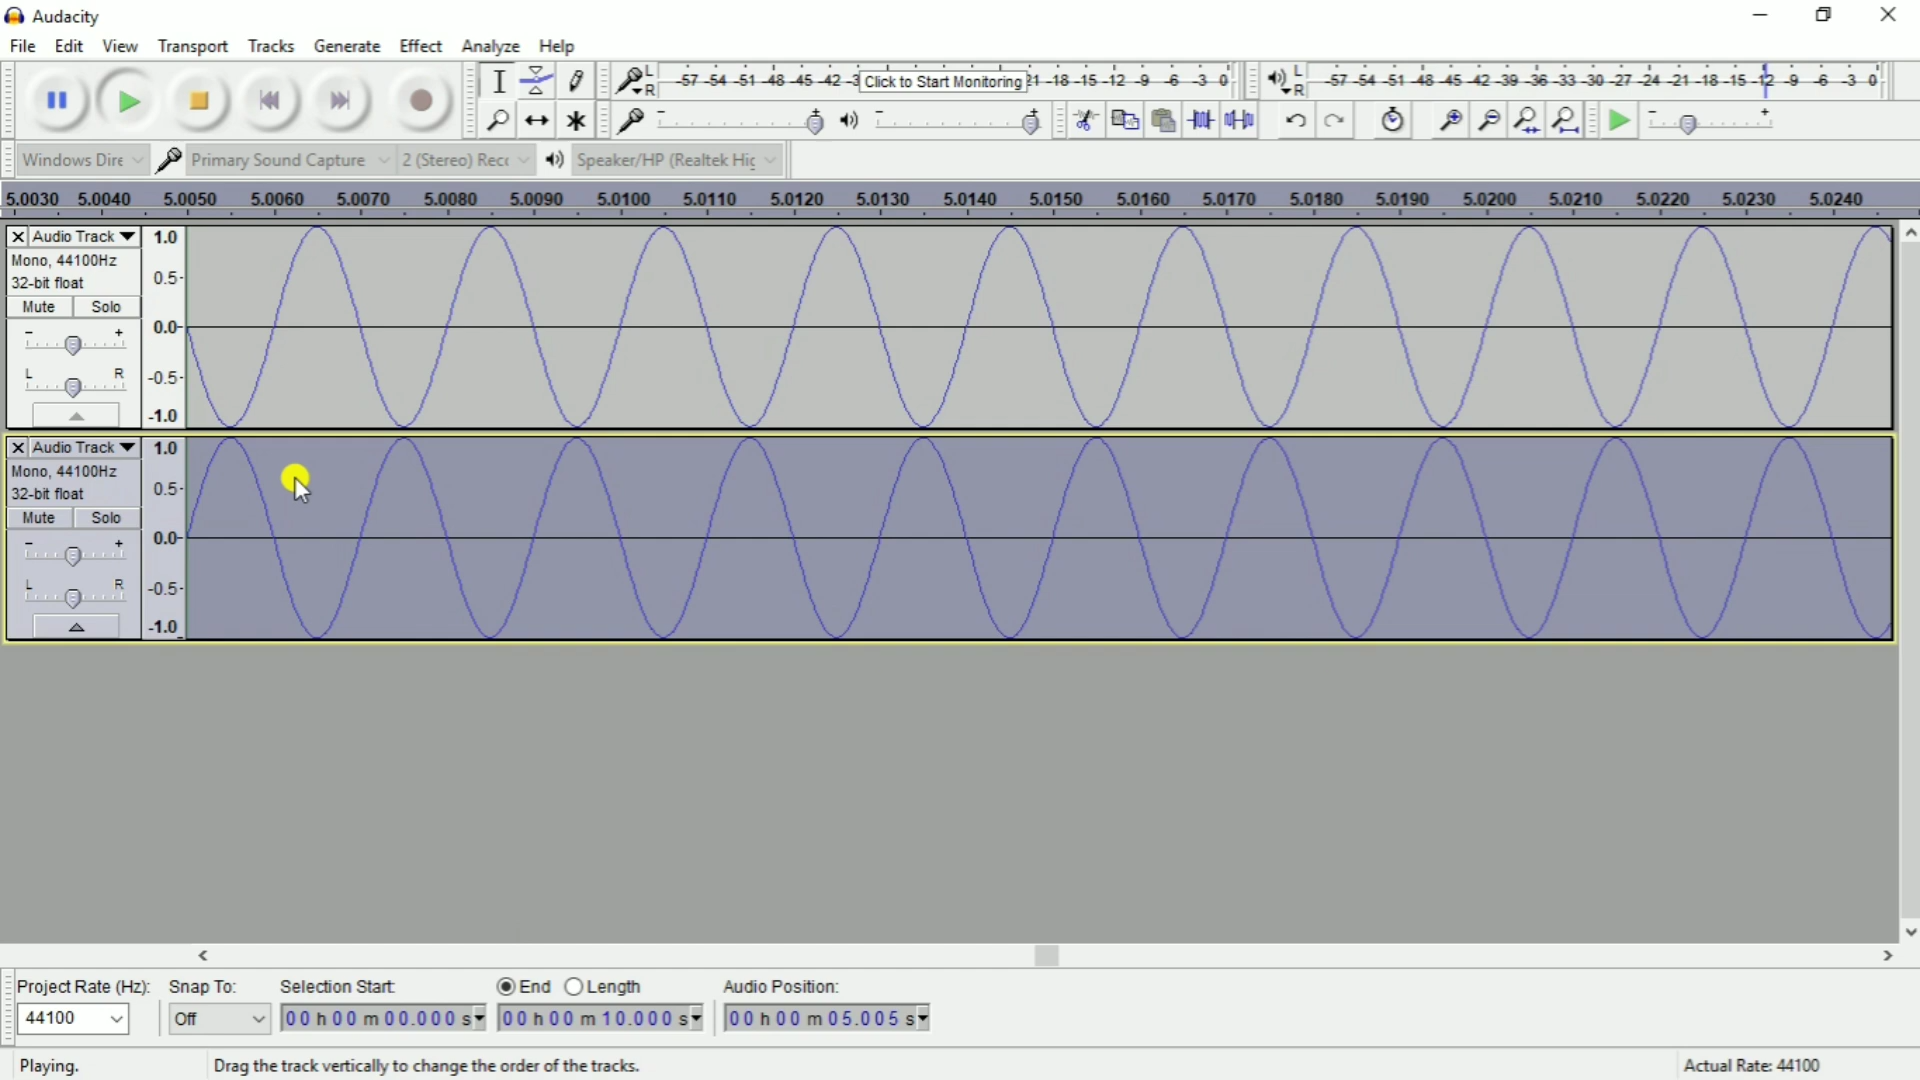 Audacity
File Edit View Transport Tracks Generate Effect Analyze Help
L R -57 -54 -51 -48 -45 -42 -3 Click to Start Monitoring 21 -18 -15 -12 -9 -6 -3 0 L R -57 -54 -51 -48 -45 -42 -39 -36 -33 -30 -27 -24 -21 -18 -15 -12 -9 -6 -3 0
- + - + - +
Windows Dire Primary Sound Capture 2 (Stereo) Reco Speaker/HP (Realtek Hig
5.0030 5.0040 5.0050 5.0060 5.0070 5.0080 5.0090 5.0100 5.0110 5.0120 5.0130 5.0140 5.0150 5.0160 5.0170 5.0180 5.0190 5.0200 5.0210 5.0220 5.0230 5.0240
X Audio Track 1.0
Mono, 44100Hz
32-bit float 0.5
Mute Solo
- + 0.0
L R -0.5
-1.0
X Audio Track 1.0
Mono, 44100Hz
32-bit float 0.5
Mute Solo
- + 0.0
L R -0.5
-1.0
Project Rate (Hz): Snap To: Selection Start: End Length Audio Position:
44100 Off 00 h 00 m 00.000 s 00 h 00 m 10.000 s 00 h 00 m 05.005 s
Playing. Drag the track vertically to change the order of the tracks. Actual Rate: 44100